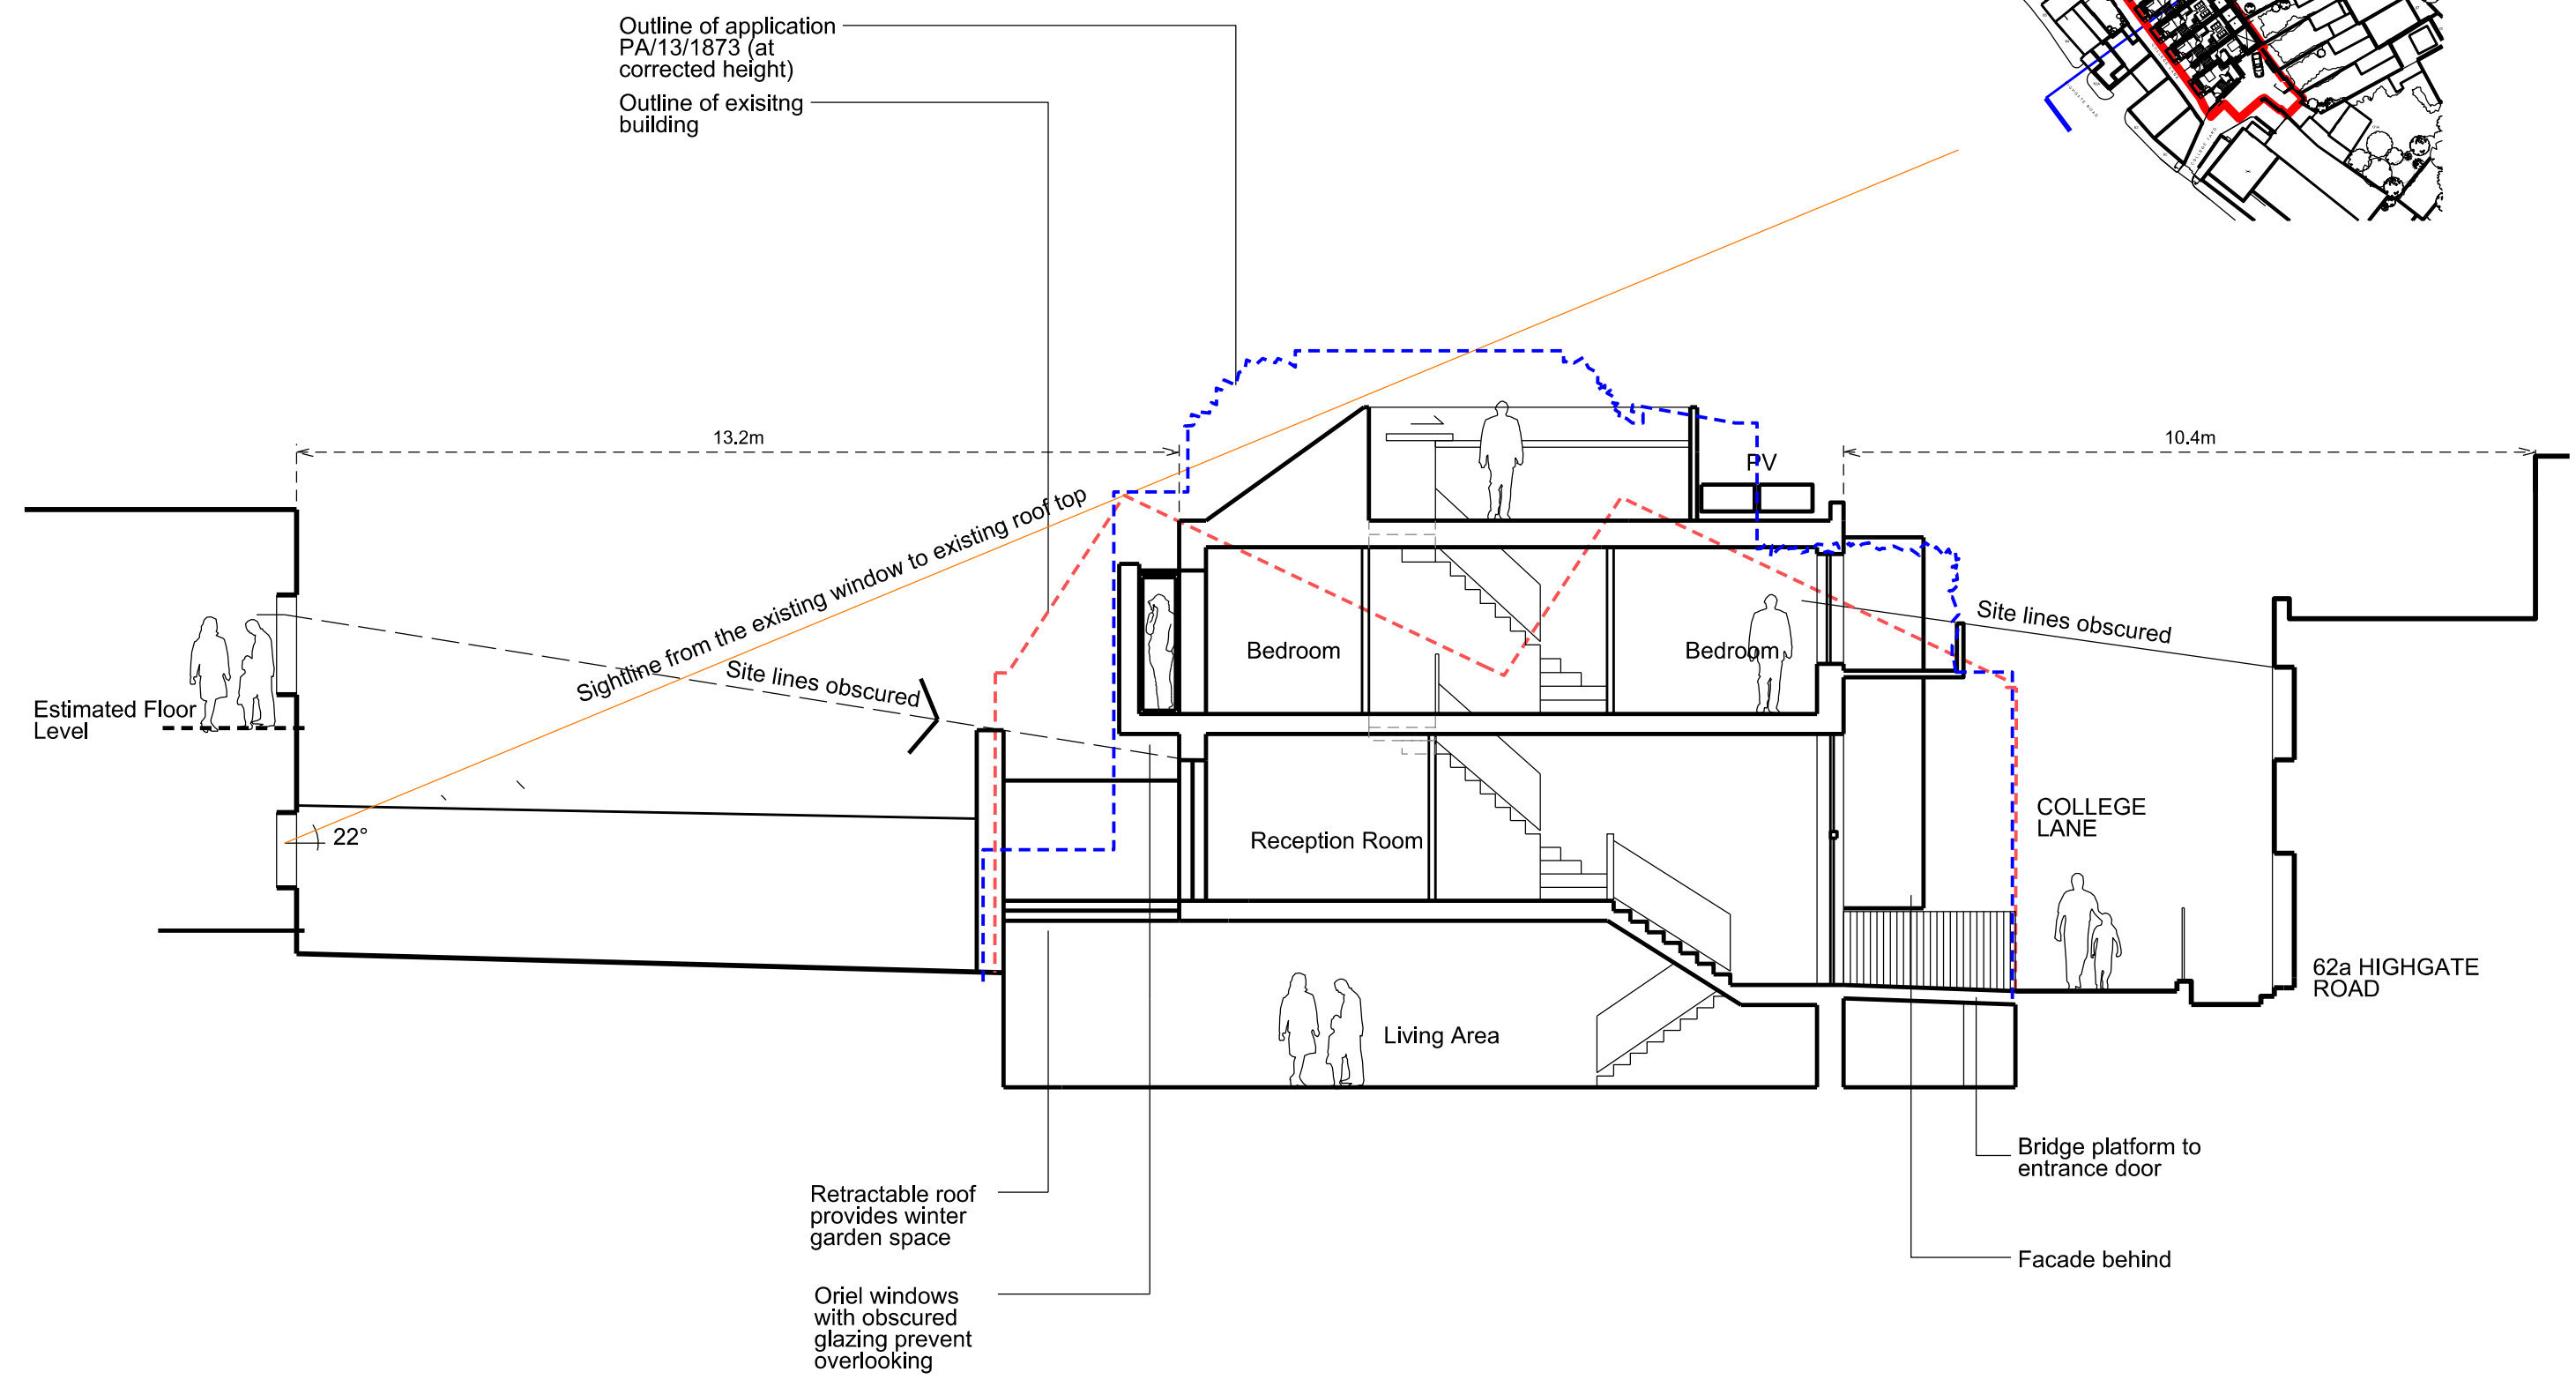 Outline of application
PA/13/1873 (at
corrected height)
Outline of exisitng
building
13.2m
10.4m
PV
Sightline from the existing window to existing roof top
Site lines obscured
Site lines obscured
Bedroom
Bedroom
Estimated Floor
Level
22°
Reception Room
COLLEGE
LANE
62a HIGHGATE
ROAD
Living Area
Bridge platform to
entrance door
Retractable roof
provides winter
garden space
Facade behind
Oriel windows
with obscured
glazing prevent
overlooking
COLLEGE YARD